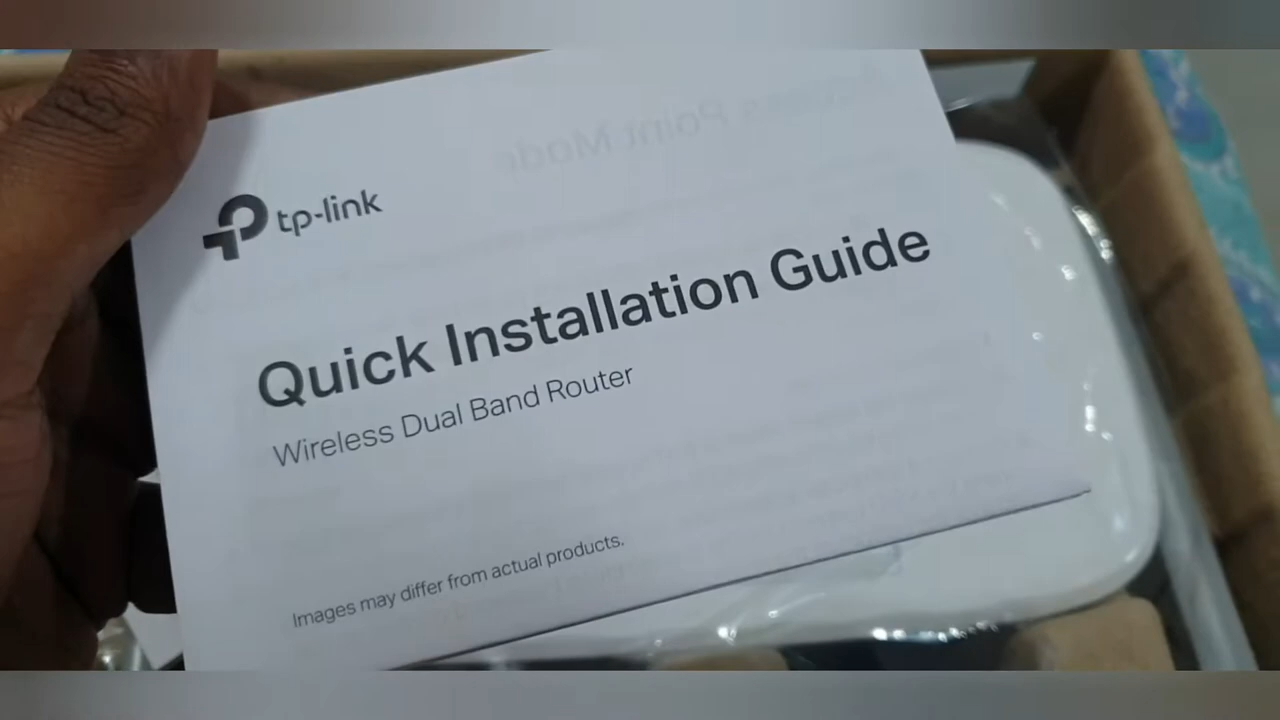 tp-link
Quick Installation Guide
Wireless Dual Band Router
Images may differ from actual products.